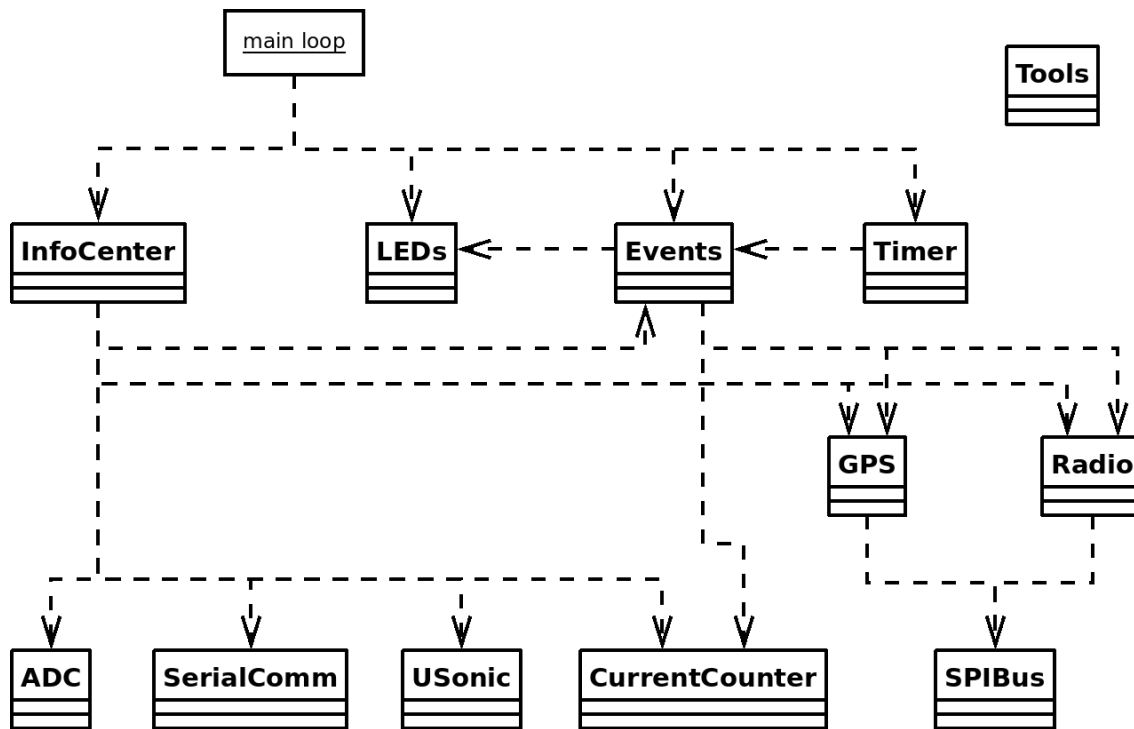 main loop
Tools
InfoCenter
LEDs
Events
Timer
GPS
Radio
ADC
SerialComm
USonic
CurrentCounter
SPIBus